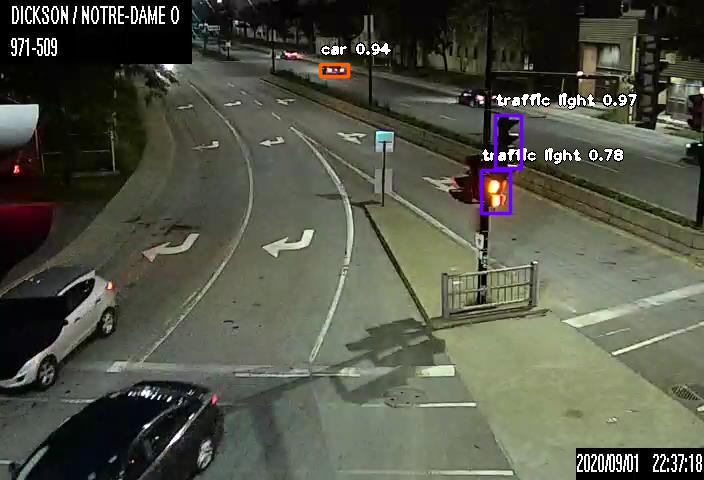 DICKSON / NOTRE-DAME O
971-509
car 0.94
traffic light 0.97
traffic light 0.78
2020/09/01 22:37:18